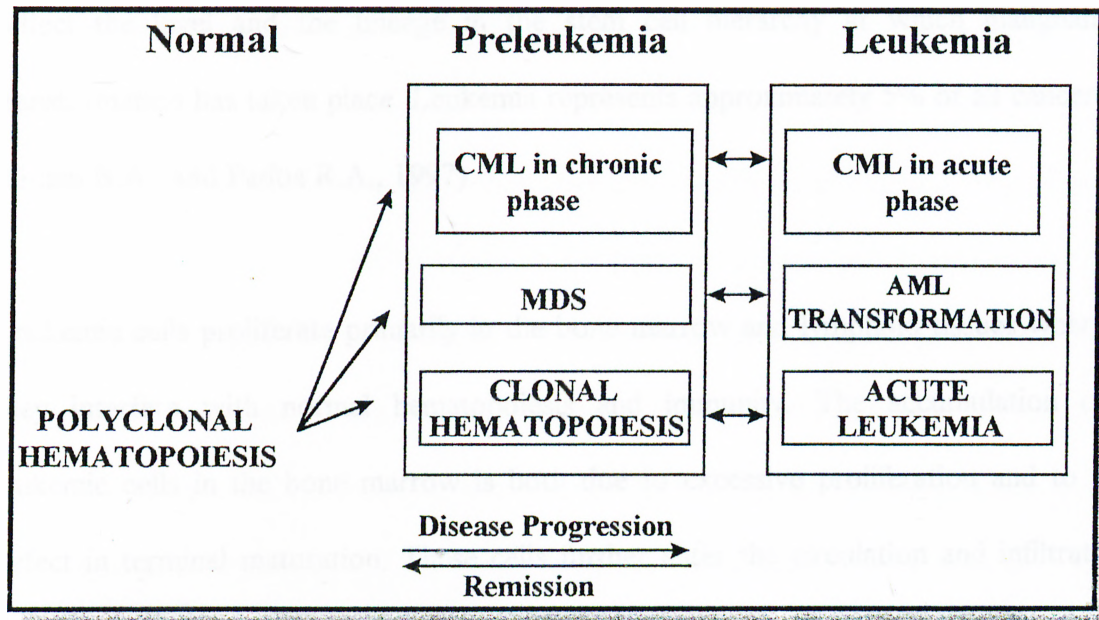 Normal
Preleukemia
Leukemia
CML in chronic
phase
CML in acute
phase
MDS
AML
TRANSFORMATION
CLONAL
HEMATOPOIESIS
ACUTE
LEUKEMIA
POLYCLONAL
HEMATOPOIESIS
Disease Progression
Remission